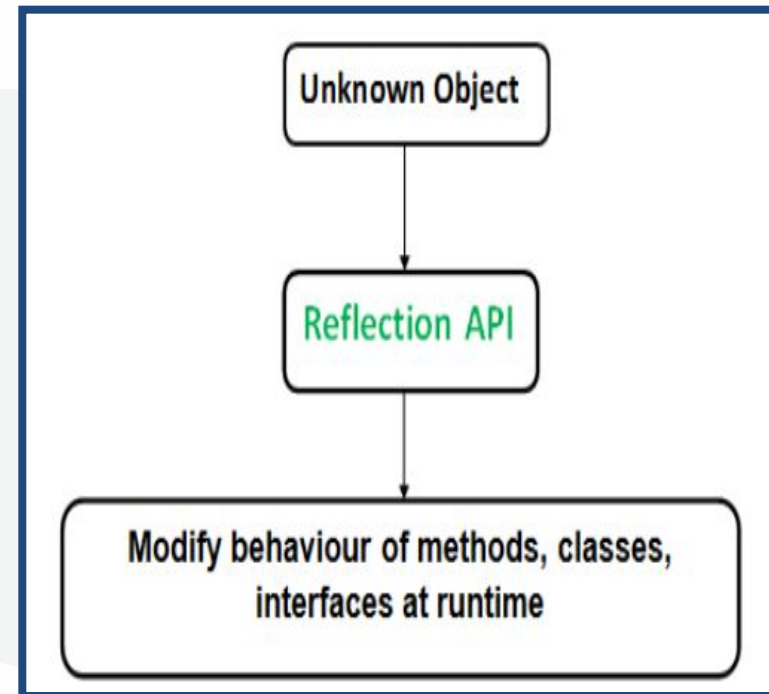 Unknown Object
Reflection API
Modify behaviour of methods, classes,
interfaces at runtime